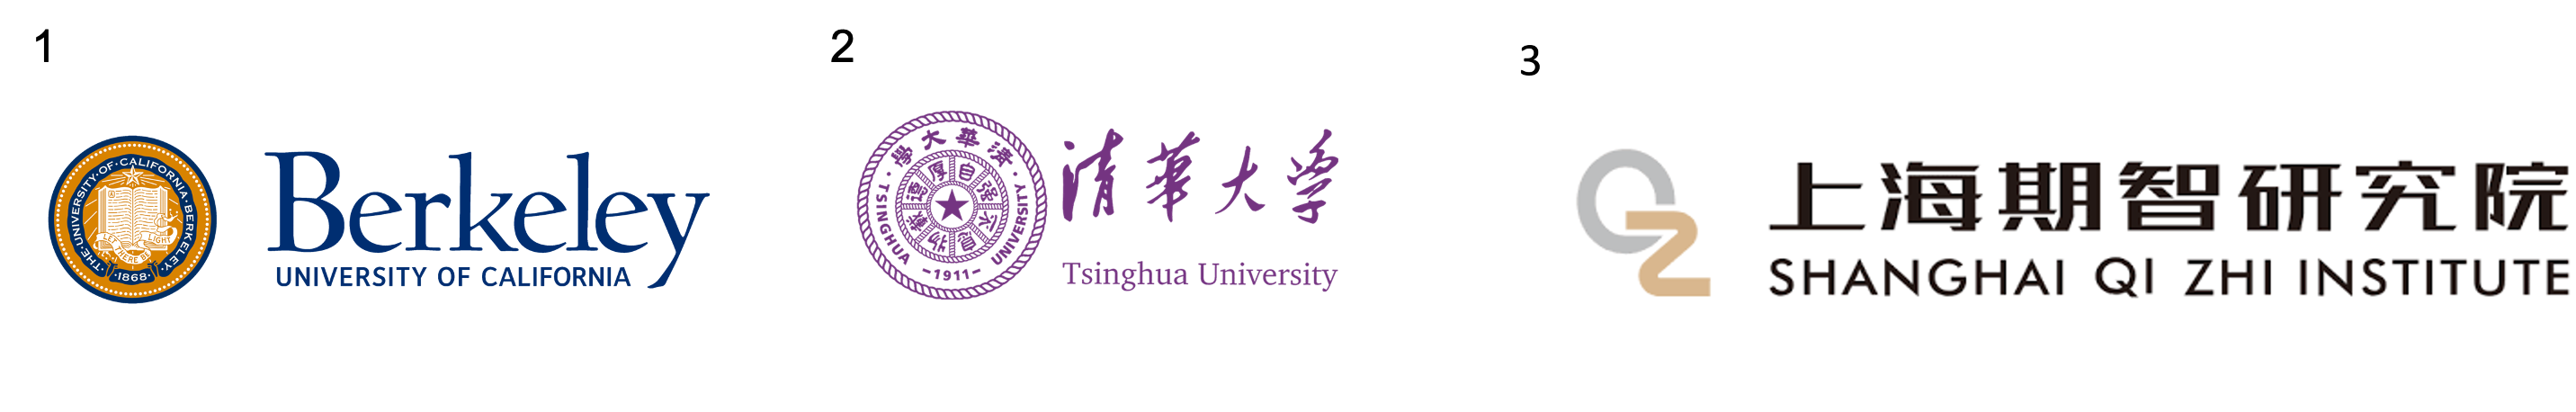 1
THE·UNIVERSITY·OF·CALIFORNIA·BERKELEY·
LET THERE BE LIGHT
·1868·
Berkeley
UNIVERSITY OF CALIFORNIA
2
學大華清
自强不息
厚德載物
·TSINGHUA UNIVERSITY·
-1911-
清華大学
Tsinghua University
3
上海期智研究院
SHANGHAI QI ZHI INSTITUTE